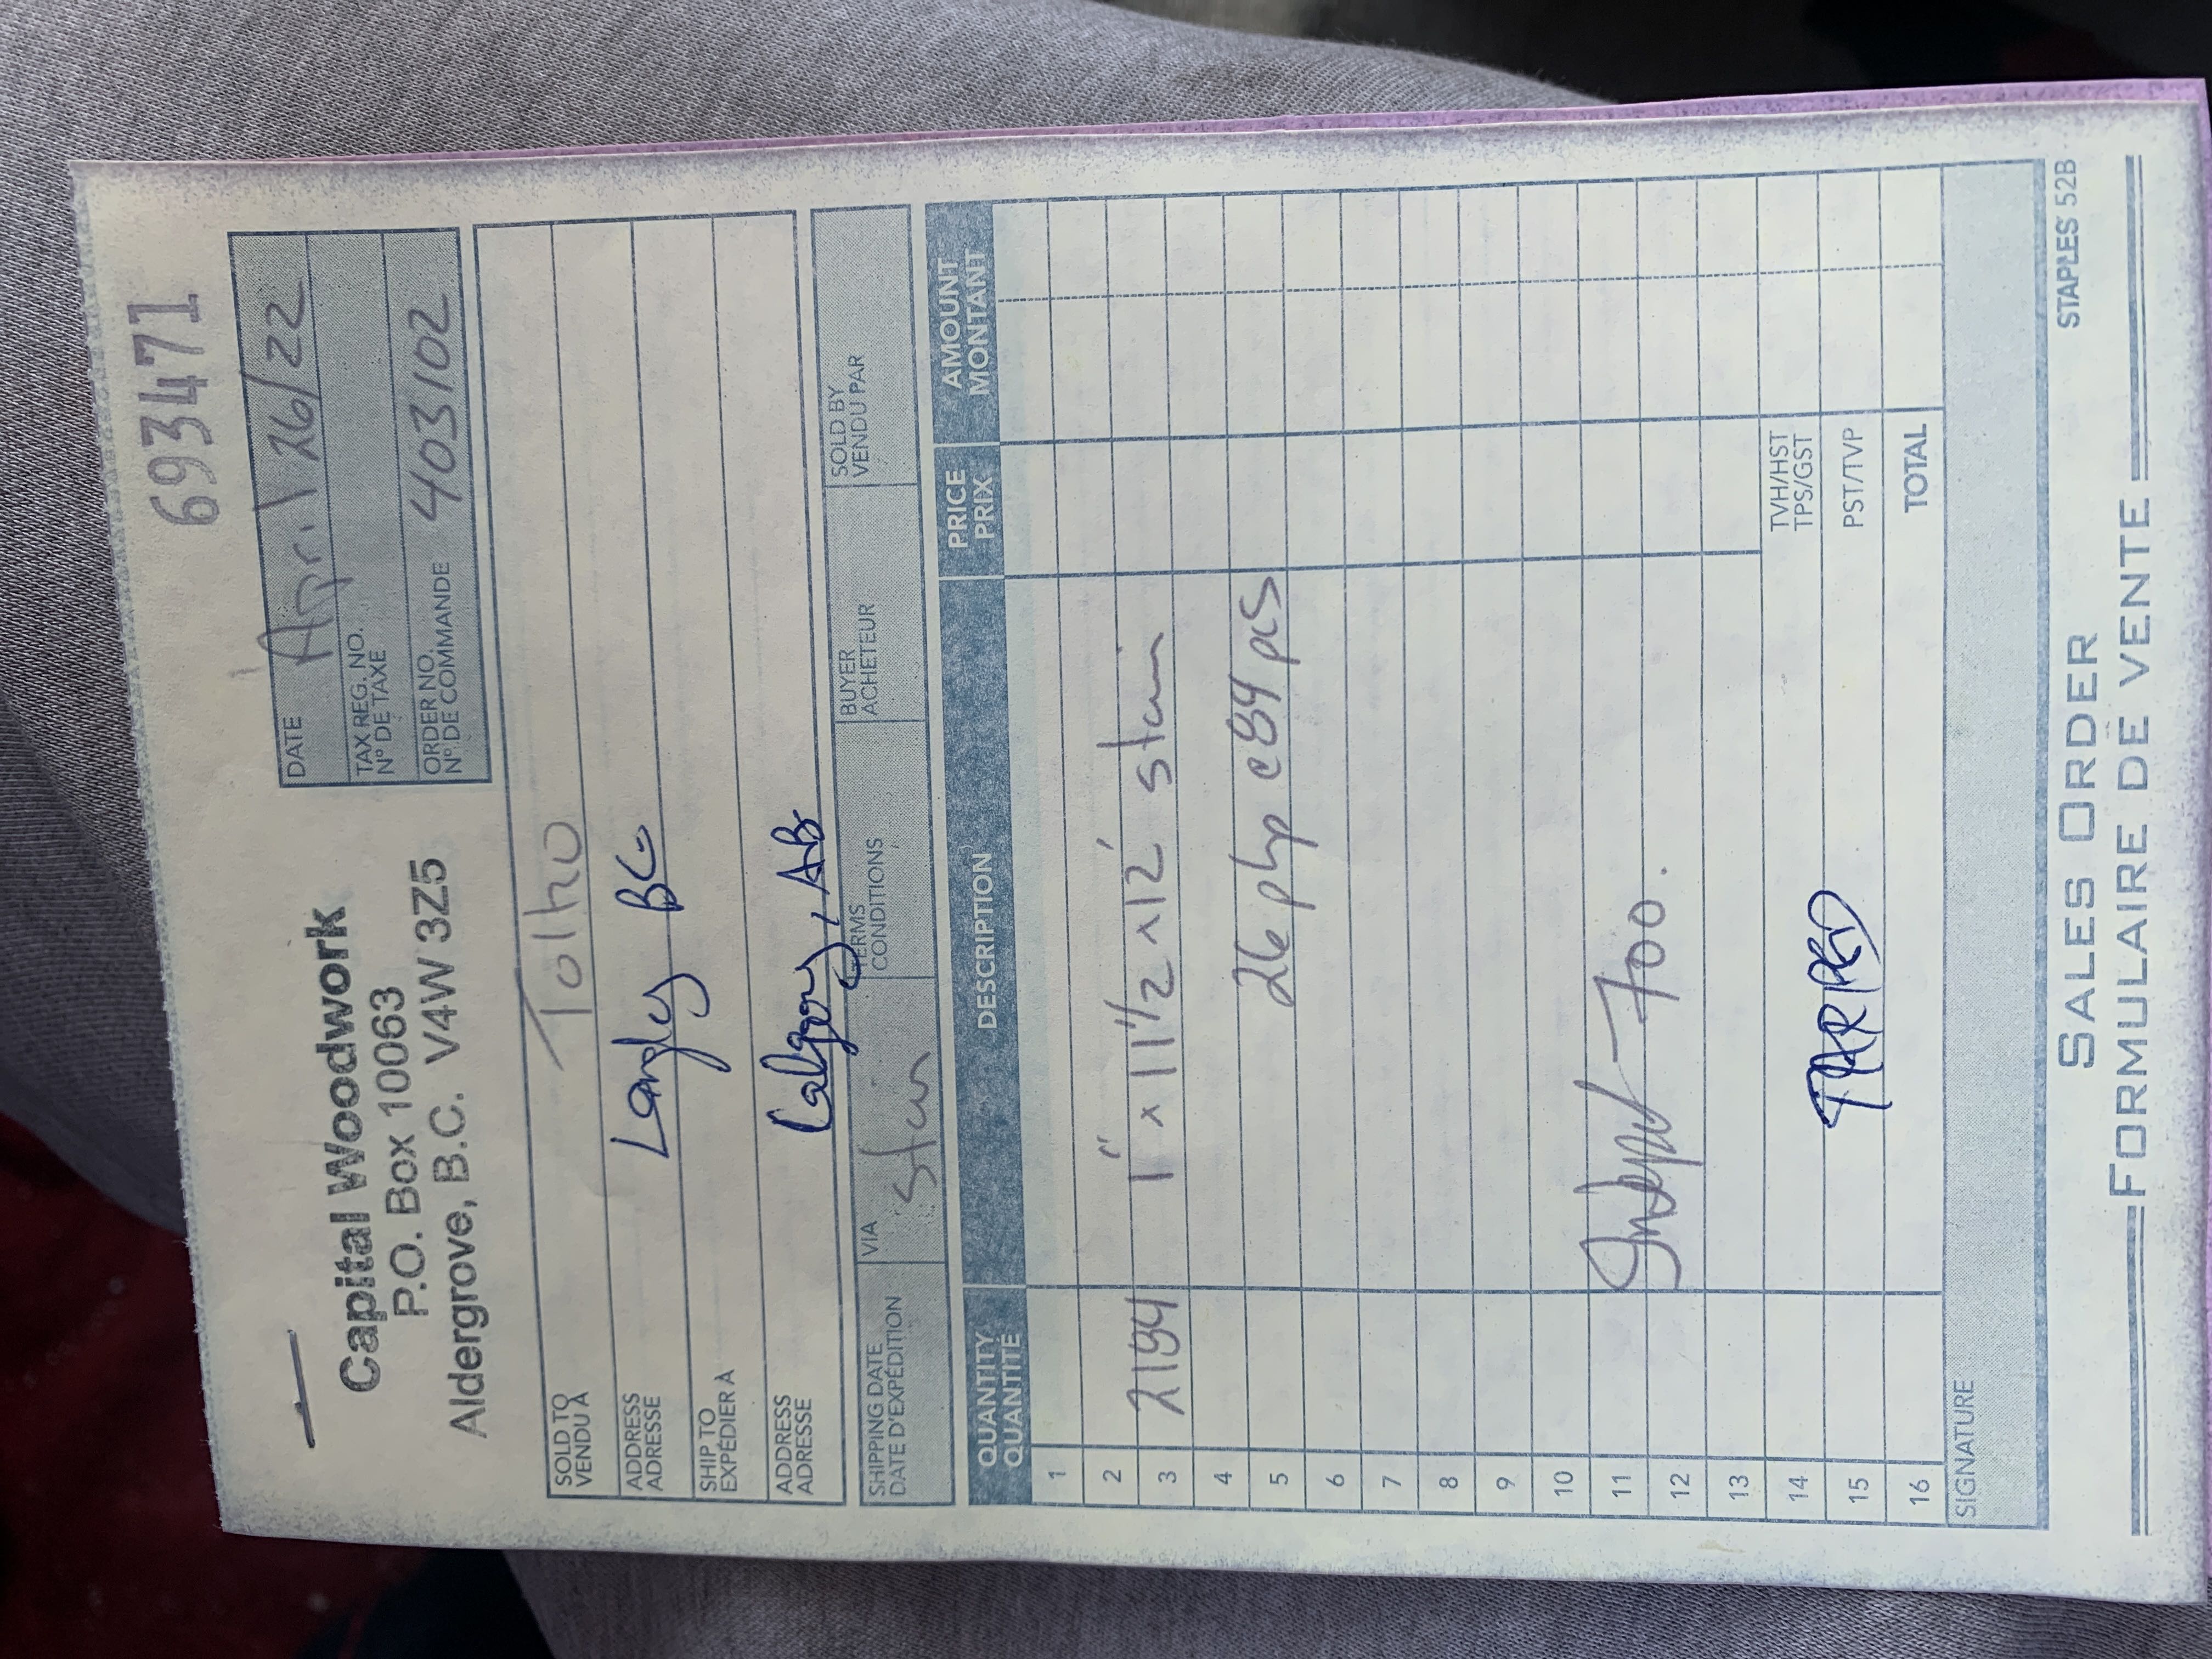 693471
Capital Woodwork
P.O. Box 10063
Aldergrove, B.C. V4W 3Z5
DATE April 26/22
TAX REG. NO.
Nº DE TAXE
ORDER NO.
Nº DE COMMANDE 403102
SOLD TO
VENDU À Tolko
ADDRESS
ADRESSE Langley BC
SHIP TO
EXPÉDIER À
ADDRESS
ADRESSE Calgary, AB
SHIPPING DATE
DATE D'EXPÉDITION
VIA
stair
TERMS
CONDITIONS
BUYER
ACHETEUR
SOLD BY
VENDU PAR
QUANTITY
QUANTITÉ
DESCRIPTION
PRICE
PRIX
AMOUNT
MONTANT
1
2
3 2184 1" x 11 1/2 x 12' stair
4
5 26 @ 84 pcs
6
7
8
9
10
11 700.
12
13
14 TVH/HST
TPS/GST
15 TARPED PST/TVP
16 TOTAL
SIGNATURE
SALES ORDER
STAPLES 52B
FORMULAIRE DE VENTE